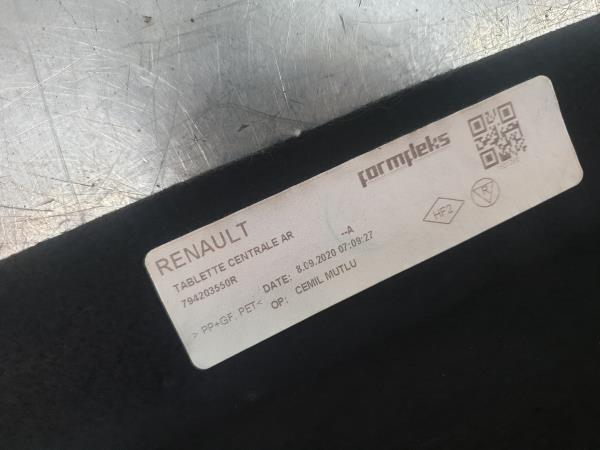 formpleks
RENAULT
TABLETTE CENTRALE AR
794203550R
--A
DATE: 8.09.2020 07:09:27
> PP+GF, PET<
OP: CEMIL MUTLU
HF2